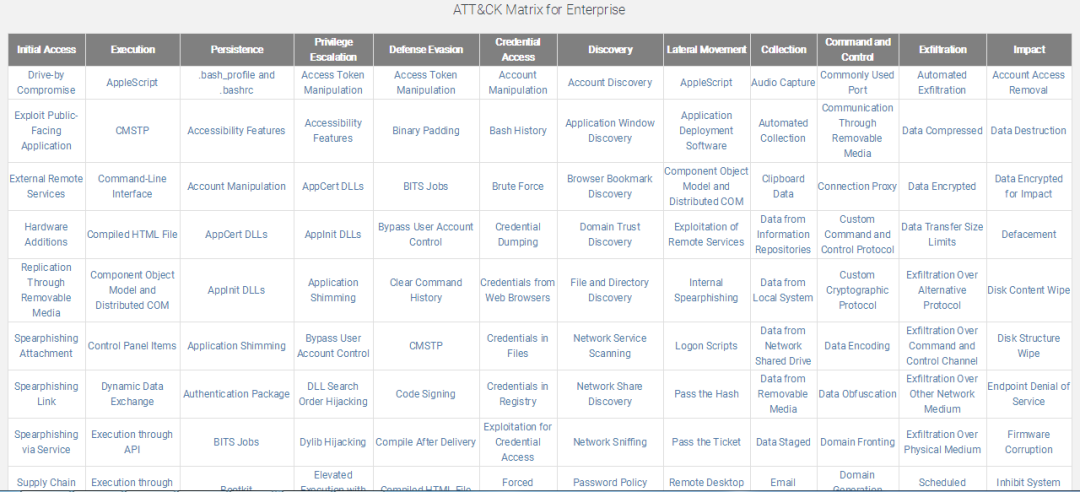 ATT&CK Matrix for Enterprise
Initial Access Execution Persistence Privilege Escalation Defense Evasion Credential Access Discovery Lateral Movement Collection Command and Control Exfiltration Impact
Drive-by Compromise AppleScript .bash_profile and .bashrc Access Token Manipulation Access Token Manipulation Account Manipulation Account Discovery AppleScript Audio Capture Commonly Used Port Automated Exfiltration Account Access Removal
Exploit Public-Facing Application CMSTP Accessibility Features Accessibility Features Binary Padding Bash History Application Window Discovery Application Deployment Software Automated Collection Communication Through Removable Media Data Compressed Data Destruction
External Remote Services Command-Line Interface Account Manipulation AppCert DLLs BITS Jobs Brute Force Browser Bookmark Discovery Component Object Model and Distributed COM Clipboard Data Connection Proxy Data Encrypted Data Encrypted for Impact
Hardware Additions Compiled HTML File AppCert DLLs AppInit DLLs Bypass User Account Control Credential Dumping Domain Trust Discovery Exploitation of Remote Services Data from Information Repositories Custom Command and Control Protocol Data Transfer Size Limits Defacement
Replication Through Removable Media Component Object Model and Distributed COM AppInit DLLs Application Shimming Clear Command History Credentials from Web Browsers File and Directory Discovery Internal Spearphishing Data from Local System Custom Cryptographic Protocol Exfiltration Over Alternative Protocol Disk Content Wipe
Spearphishing Attachment Control Panel Items Application Shimming Bypass User Account Control CMSTP Credentials in Files Network Service Scanning Logon Scripts Data from Network Shared Drive Data Encoding Exfiltration Over Command and Control Channel Disk Structure Wipe
Spearphishing Link Dynamic Data Exchange Authentication Package DLL Search Order Hijacking Code Signing Credentials in Registry Network Share Discovery Pass the Hash Data from Removable Media Data Obfuscation Exfiltration Over Other Network Medium Endpoint Denial of Service
Spearphishing via Service Execution through API BITS Jobs Dylib Hijacking Compile After Delivery Exploitation for Credential Access Network Sniffing Pass the Ticket Data Staged Domain Fronting Exfiltration Over Physical Medium Firmware Corruption
Supply Chain Execution through Bootkit Elevated Execution with Compiled HTML File Forced Password Policy Remote Desktop Email Domain Generation Scheduled Inhibit System